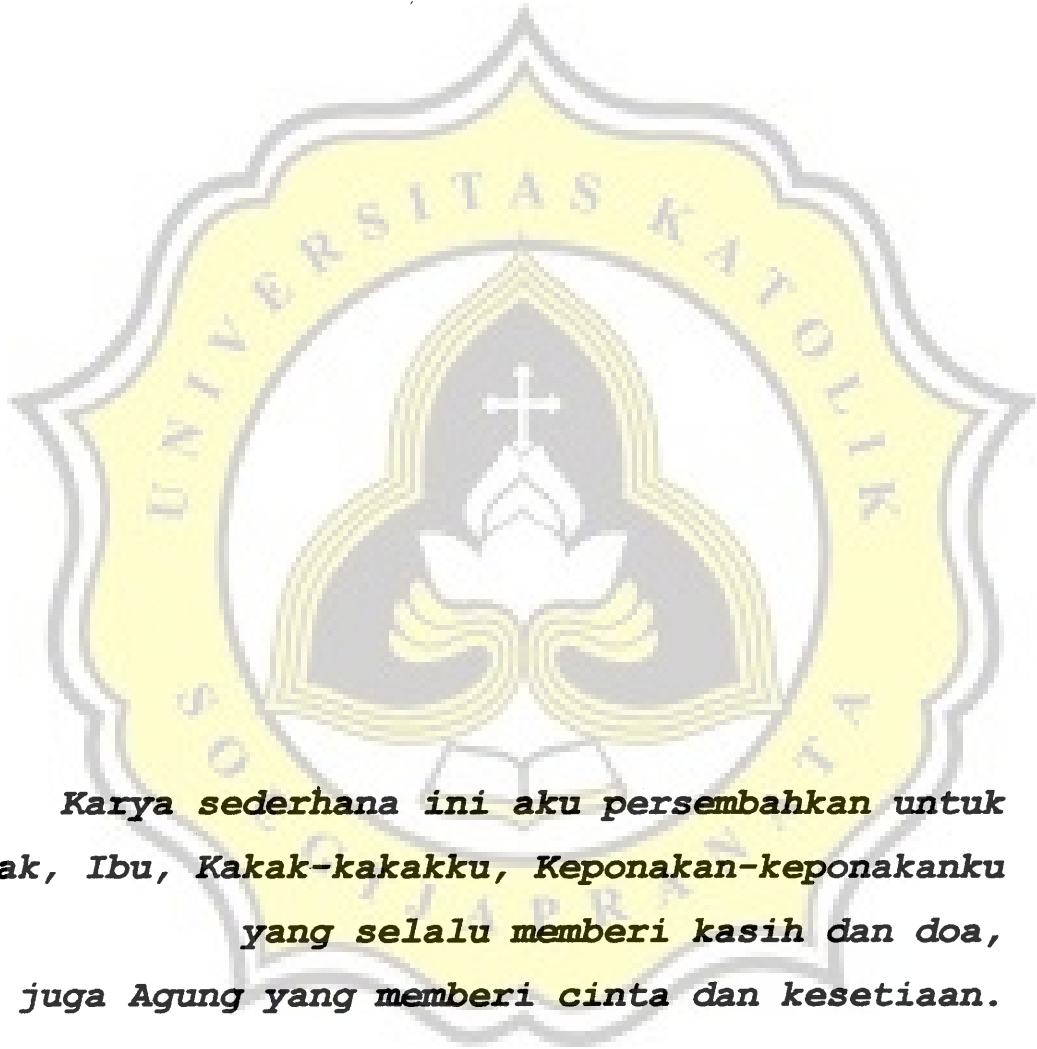 UNIVERSITAS KATOLIK
SOEGIJAPRANATA
Karya sederhana ini aku persembahkan untuk
ak, Ibu, Kakak-kakakku, Keponakan-keponakanku
yang selalu memberi kasih dan doa,
juga Agung yang memberi cinta dan kesetiaan.